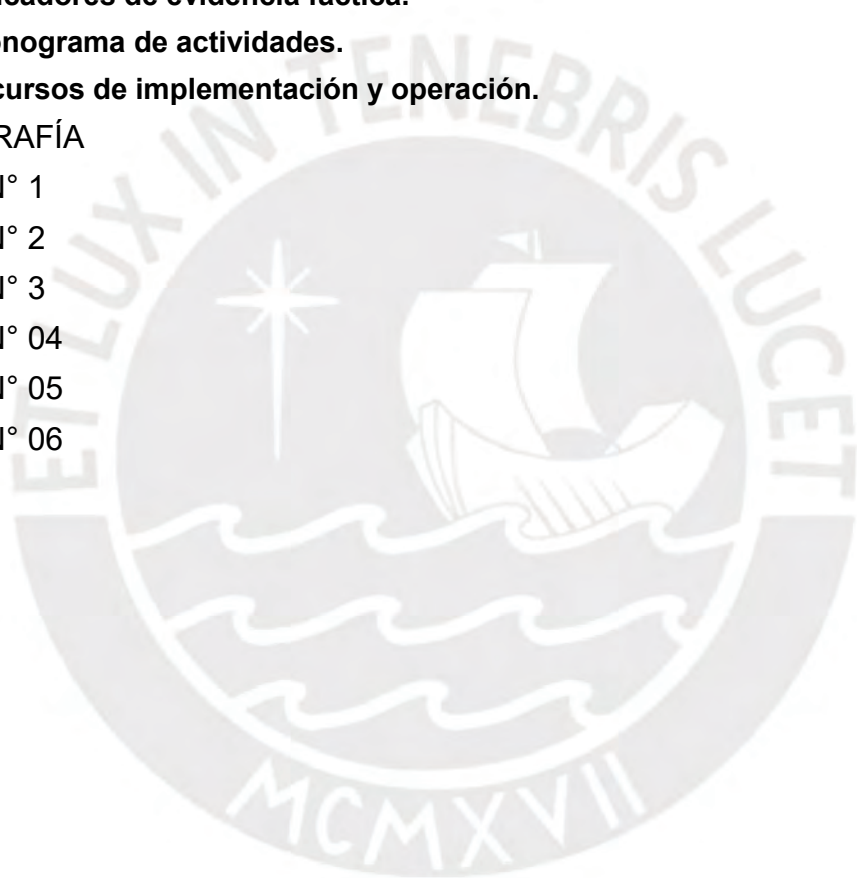 cadores de evidencia fáctica.
onograma de actividades.
cursos de implementación y operación.
RAFÍA
N° 1
N° 2
N° 3
N° 04
N° 05
N° 06
ET LUX IN TENEBRIS LUCET
MCMXVII